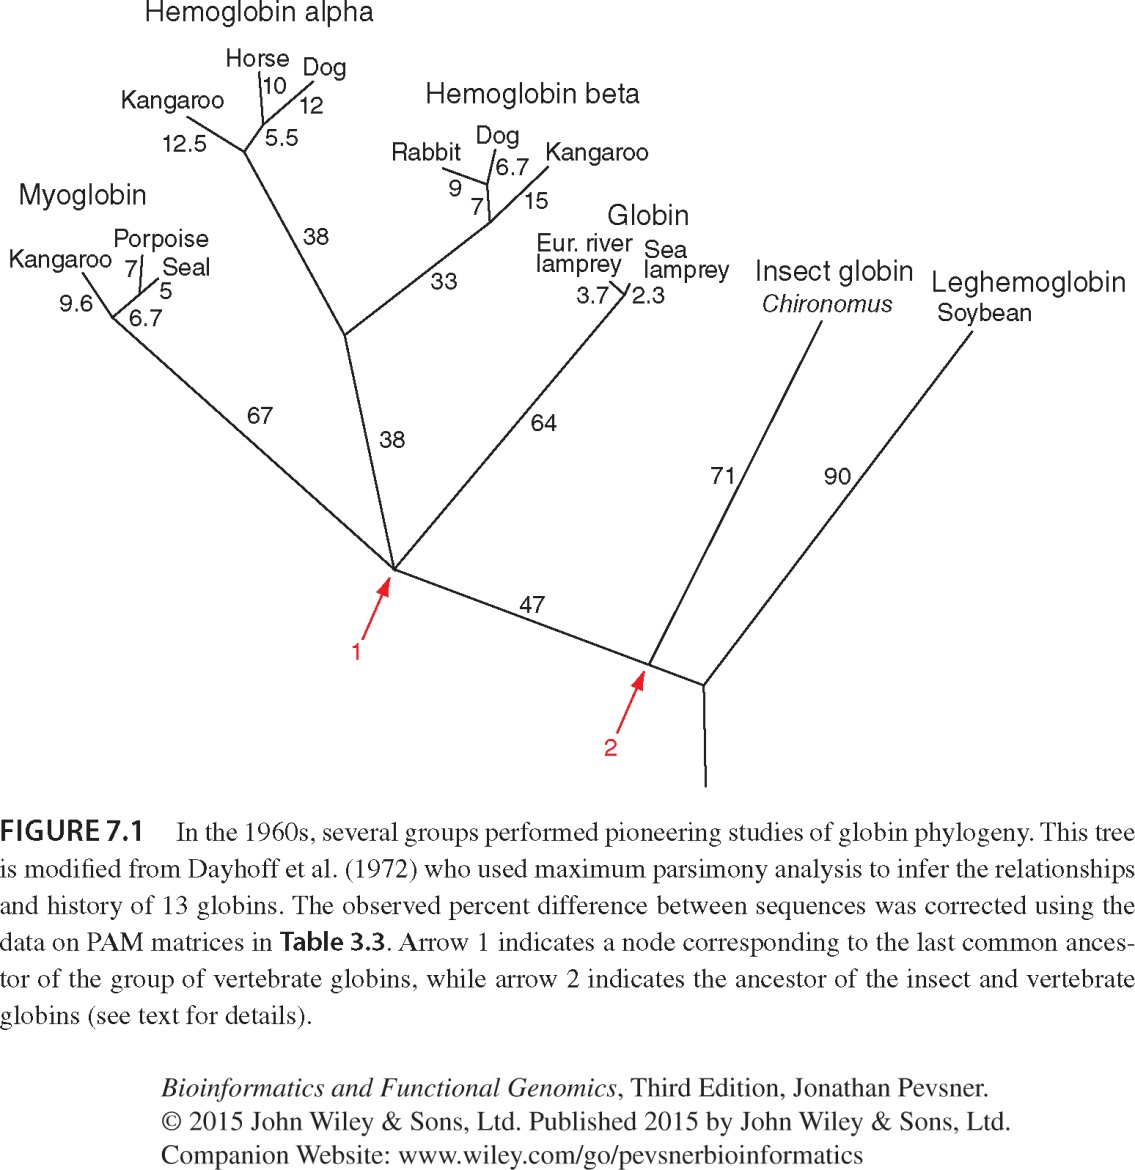 Hemoglobin alpha
Horse
Dog
10
Kangaroo
12
12.5
5.5
Hemoglobin beta
Dog
Rabbit
6.7
Kangaroo
9
7
15
Myoglobin
Porpoise
Kangaroo
7
Seal
9.6
5
6.7
38
33
Globin
Eur. river
lamprey
Sea
lamprey
3.7
2.3
Insect globin
Chironomus
Leghemoglobin
Soybean
67
38
64
71
90
47
1
2
FIGURE 7.1 In the 1960s, several groups performed pioneering studies of globin phylogeny. This tree
is modified from Dayhoff et al. (1972) who used maximum parsimony analysis to infer the relationships
and history of 13 globins. The observed percent difference between sequences was corrected using the
data on PAM matrices in Table 3.3. Arrow 1 indicates a node corresponding to the last common ances-
tor of the group of vertebrate globins, while arrow 2 indicates the ancestor of the insect and vertebrate
globins (see text for details).
Bioinformatics and Functional Genomics, Third Edition, Jonathan Pevsner.
© 2015 John Wiley & Sons, Ltd. Published 2015 by John Wiley & Sons, Ltd.
Companion Website: www.wiley.com/go/pevsnerbioinformatics